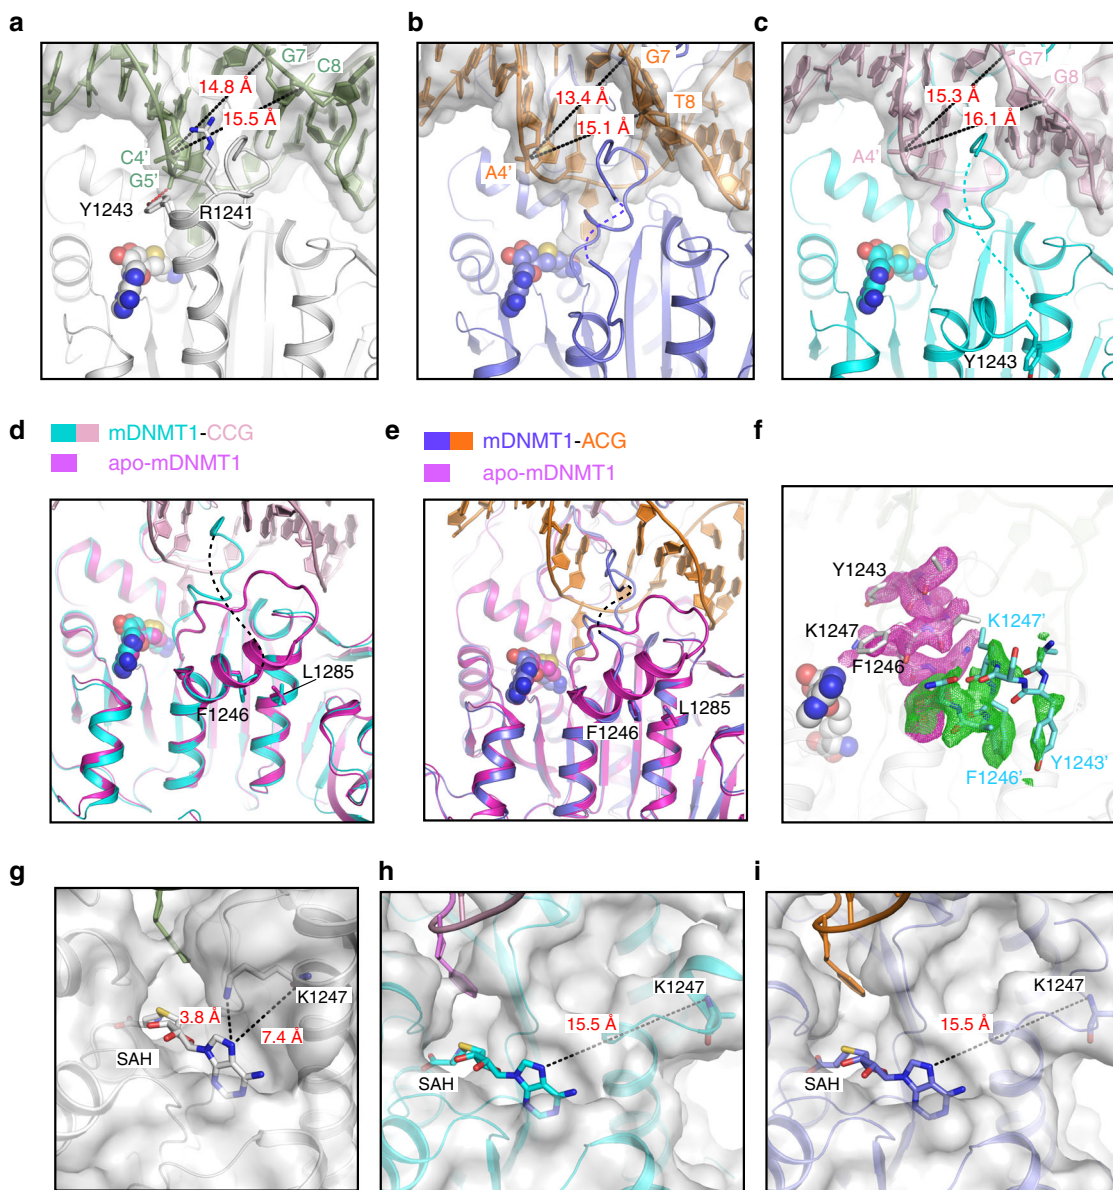 a
G7
C8
14.8 Å
15.5 Å
C4'
G5'
Y1243
R1241
b
G7
13.4 Å
T8
15.1 Å
A4'
c
G7
G8
15.3 Å
16.1 Å
A4'
Y1243
d
mDNMT1-CCG
apo-mDNMT1
L1285
F1246
e
mDNMT1-ACG
apo-mDNMT1
L1285
F1246
f
Y1243
K1247
F1246
K1247'
F1246'
Y1243'
g
K1247
3.8 Å
7.4 Å
SAH
h
K1247
15.5 Å
SAH
i
K1247
15.5 Å
SAH